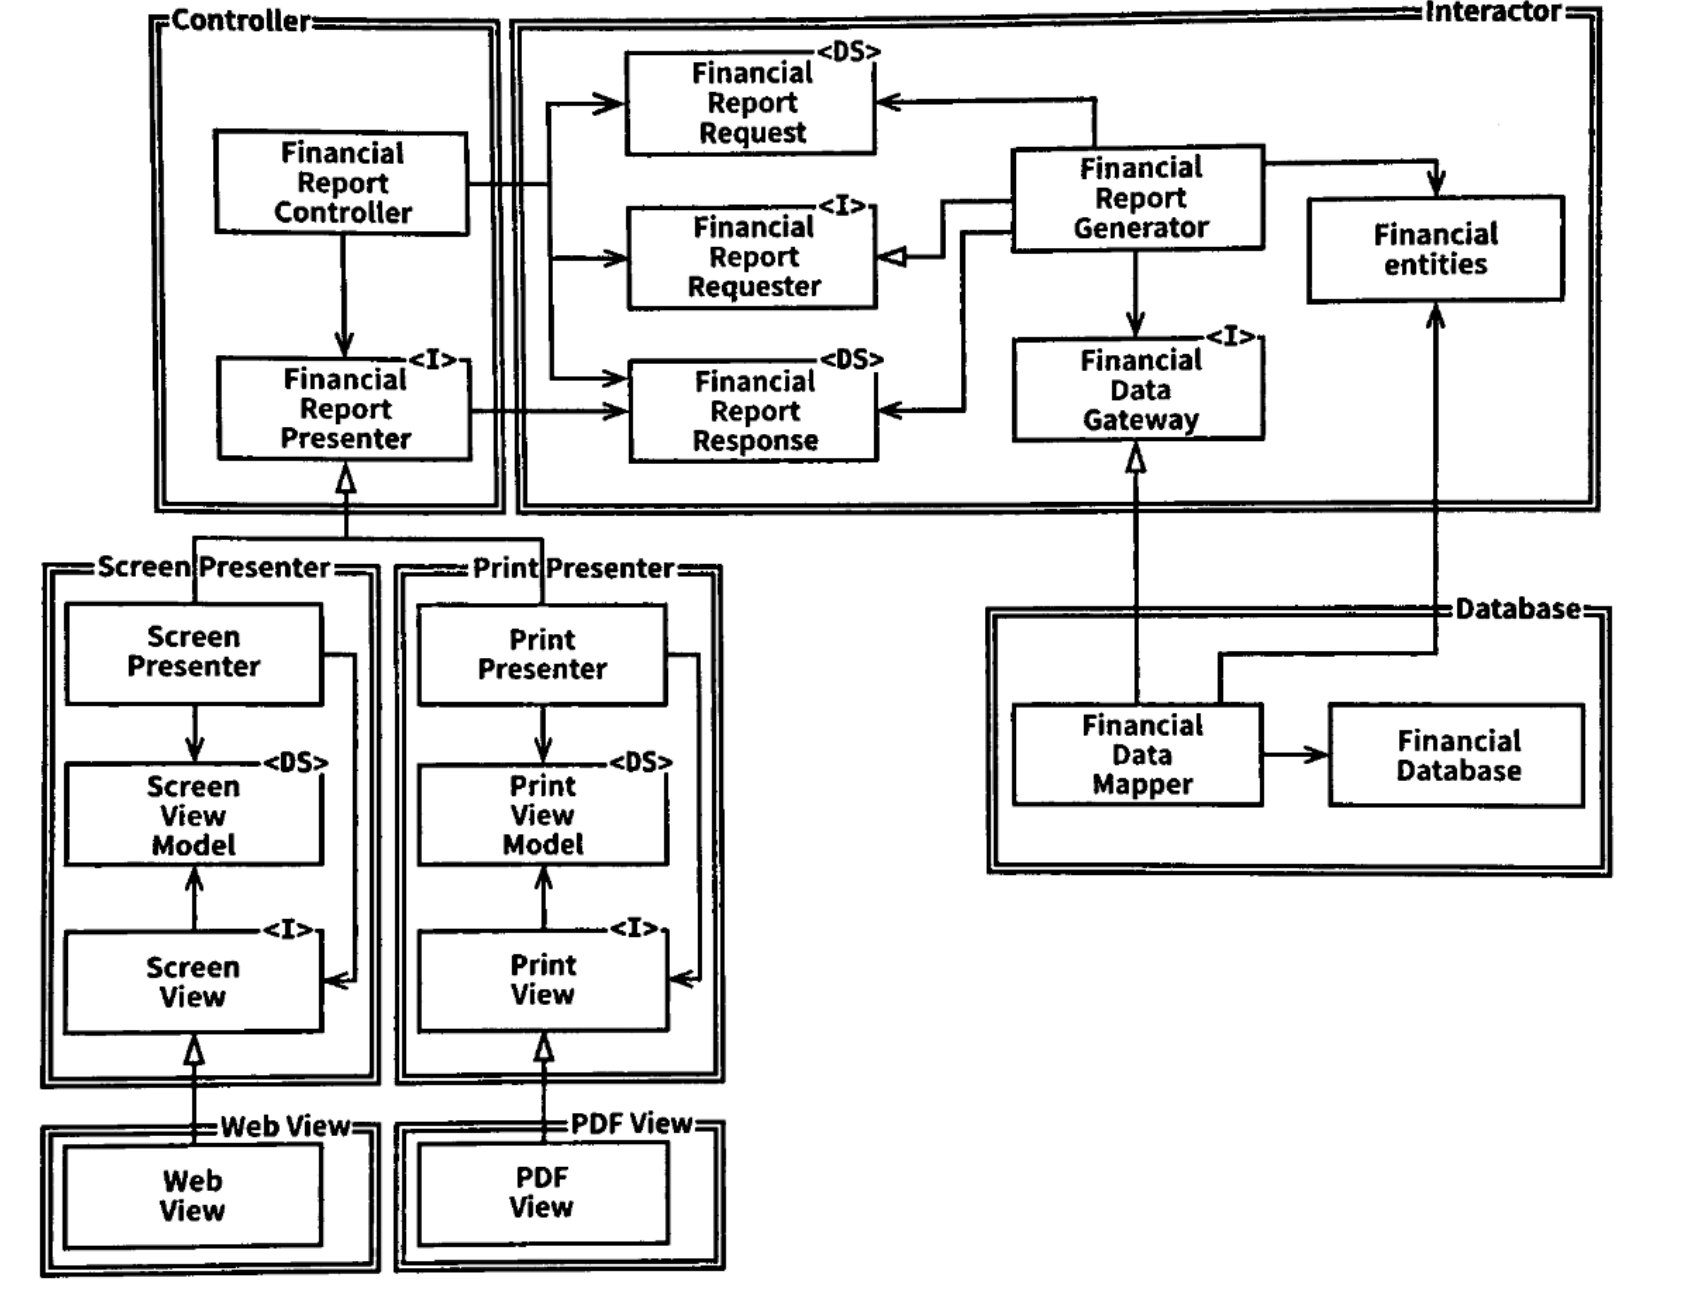 Controller
Interactor
<DS>
Financial
Report
Request
Financial
Report
Controller
Financial
Report
Generator
<I>
Financial
Report
Requester
Financial
entities
<I>
Financial
Report
Presenter
<DS>
Financial
Report
Response
<I>
Financial
Data
Gateway
Screen Presenter
Print Presenter
Database
Screen
Presenter
Print
Presenter
Financial
Data
Mapper
Financial
Database
<DS>
Screen
View
Model
<DS>
Print
View
Model
<I>
Screen
View
<I>
Print
View
Web View
PDF View
Web
View
PDF
View